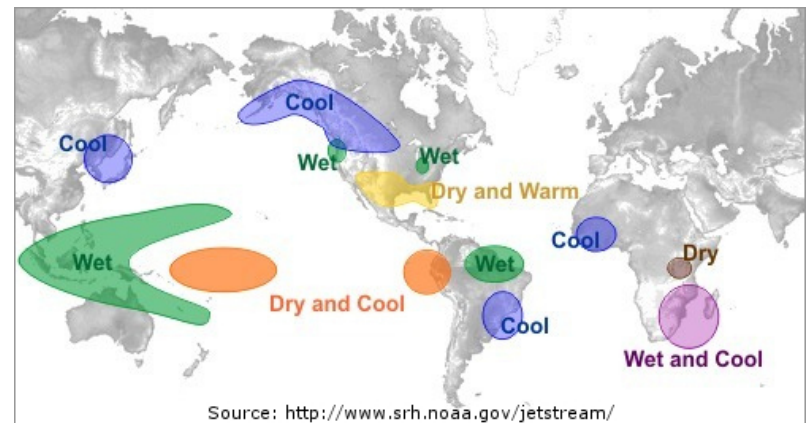 Cool
Cool
Wet
Wet
Dry and Warm
Cool
Dry
Wet
Wet
Dry and Cool
Cool
Wet and Cool
Source: http://www.srh.noaa.gov/jetstream/